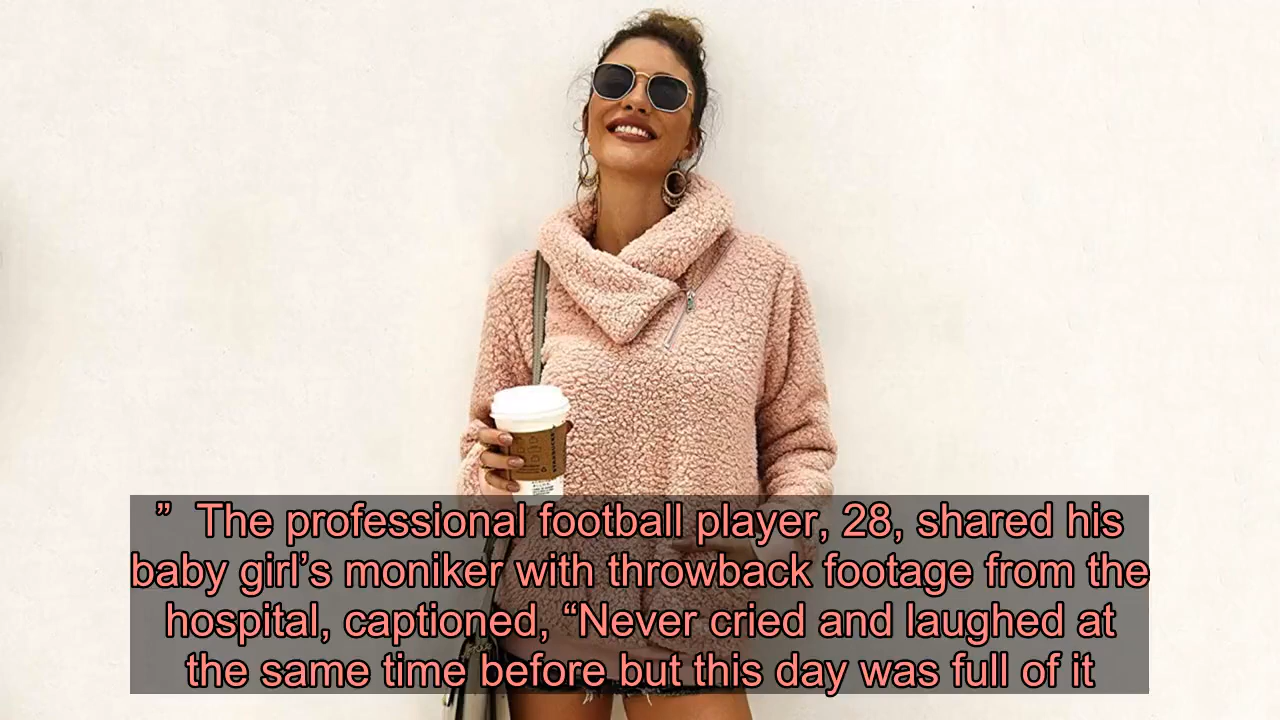 ”  The professional football player, 28, shared his
baby girl’s moniker with throwback footage from the
hospital, captioned, “Never cried and laughed at
the same time before but this day was full of it